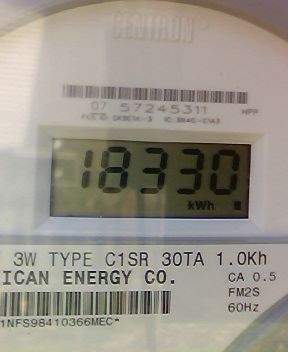 CENTRON
07 57245311 HPP
18330
kWh
3W TYPE C1SR 30TA 1.0Kh
ICAN ENERGY CO. CA 0.5
FM2S
60Hz
1NFS98410366MEC*